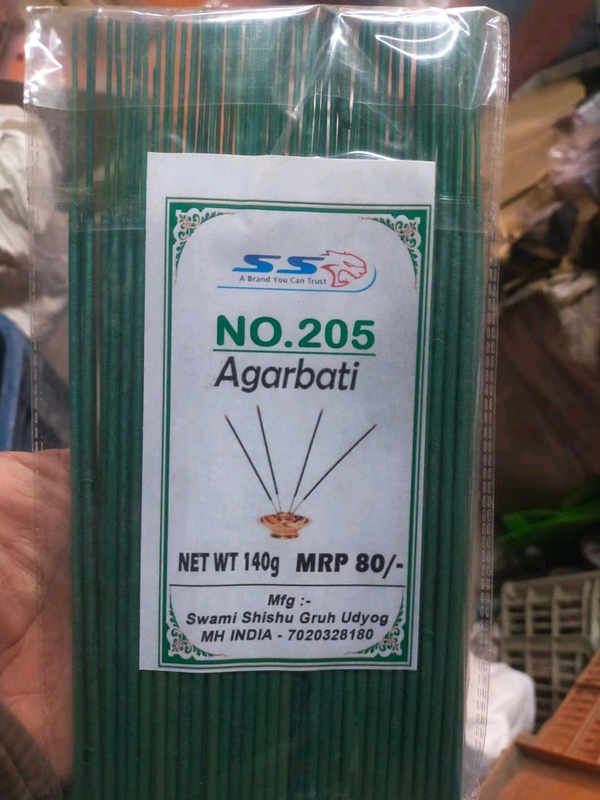 SS
A Brand You Can Trust
NO.205
Agarbati
NET WT 140g MRP 80/-
Mfg :-
Swami Shishu Gruh Udyog
MH INDIA - 7020328180